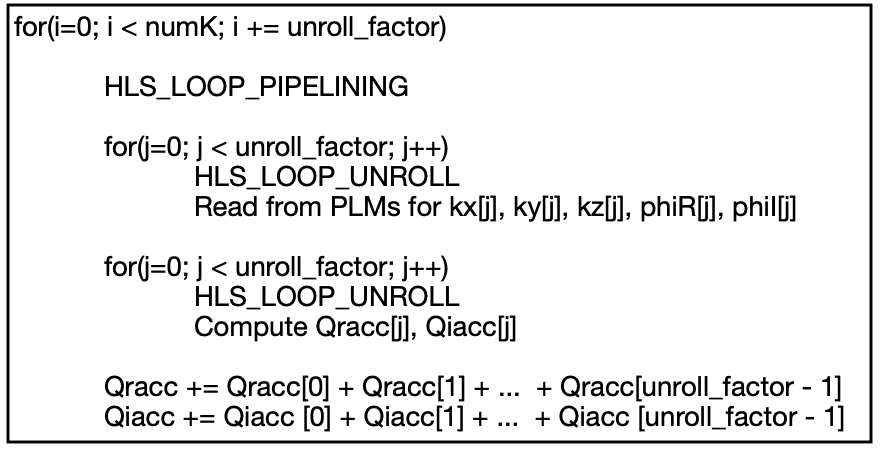 for(i=0; i < numK; i += unroll_factor)
HLS_LOOP_PIPELINING
for(j=0; j < unroll_factor; j++)
HLS_LOOP_UNROLL
Read from PLMs for kx[j], ky[j], kz[j], phiR[j], phiI[j]
for(j=0; j < unroll_factor; j++)
HLS_LOOP_UNROLL
Compute Qracc[j], Qiacc[j]
Qracc += Qracc[0] + Qracc[1] + ... + Qracc[unroll_factor - 1]
Qiacc += Qiacc [0] + Qiacc[1] + ... + Qiacc [unroll_factor - 1]